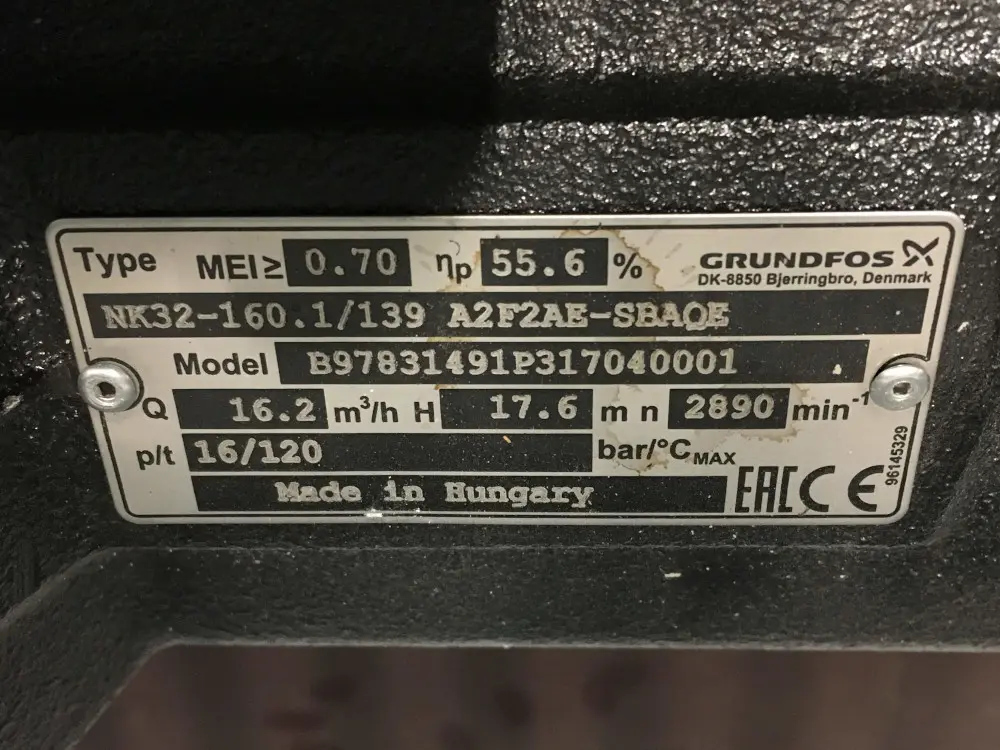 Type MEI≥ 0.70 ηp 55.6 % GRUNDFOS
DK-8850 Bjerringbro, Denmark
NK32-160.1/139 A2F2AE-SBAQE
Model B97831491P317040001
Q 16.2 m³/h H 17.6 m n 2890 min⁻¹
p/t 16/120 bar/°CMAX
Made in Hungary EAC CE
96145329